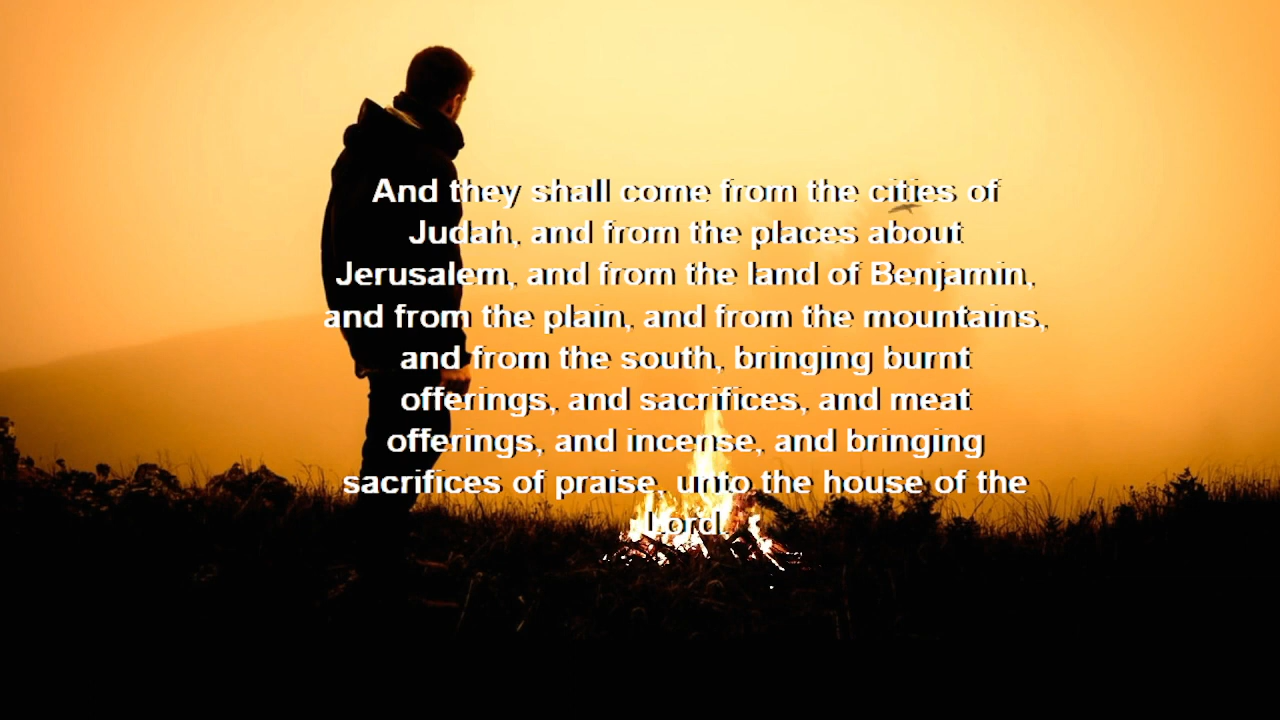 And they shall come from the cities of
Judah, and from the places about
Jerusalem, and from the land of Benjamin,
and from the plain, and from the mountains,
and from the south, bringing burnt
offerings, and sacrifices, and meat
offerings, and incense, and bringing
sacrifices of praise, unto the house of the
Lord.